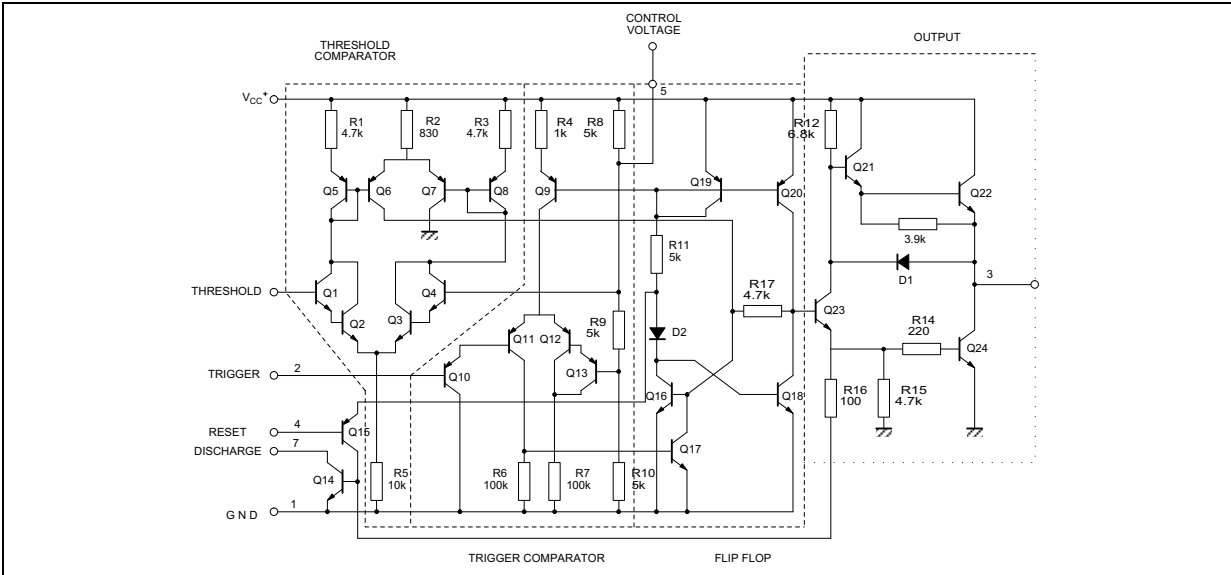 CONTROL
VOLTAGE
OUTPUT
THRESHOLD
COMPARATOR
5
VCC+
R1
4.7k
R2
830
R3
4.7k
R4
1k
R8
5k
R12
6.8k
Q5
Q6
Q7
Q8
Q9
Q19
Q20
Q21
Q22
3.9k
R11
5k
D1
3
THRESHOLD
Q1
Q2
Q3
Q4
R17
4.7k
Q23
R9
5k
D2
R14
220
Q11
Q12
Q24
TRIGGER
2
Q10
Q13
Q16
Q18
R16
100
R15
4.7k
RESET
4
Q15
DISCHARGE
7
Q17
Q14
R5
10k
R6
100k
R7
100k
R10
5k
G N D
1
TRIGGER COMPARATOR
FLIP FLOP